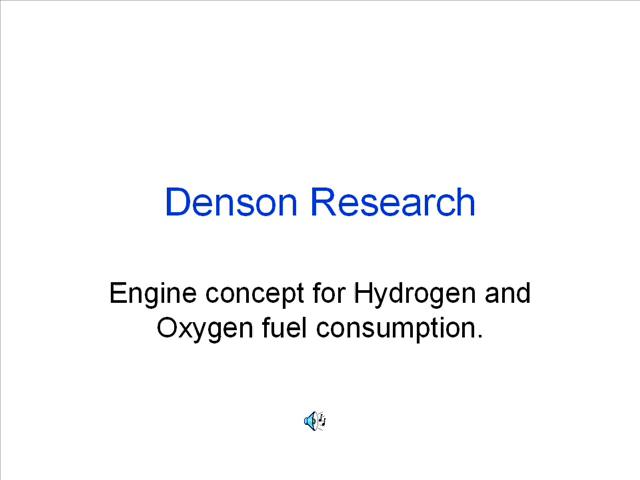 Denson Research
Engine concept for Hydrogen and
Oxygen fuel consumption.